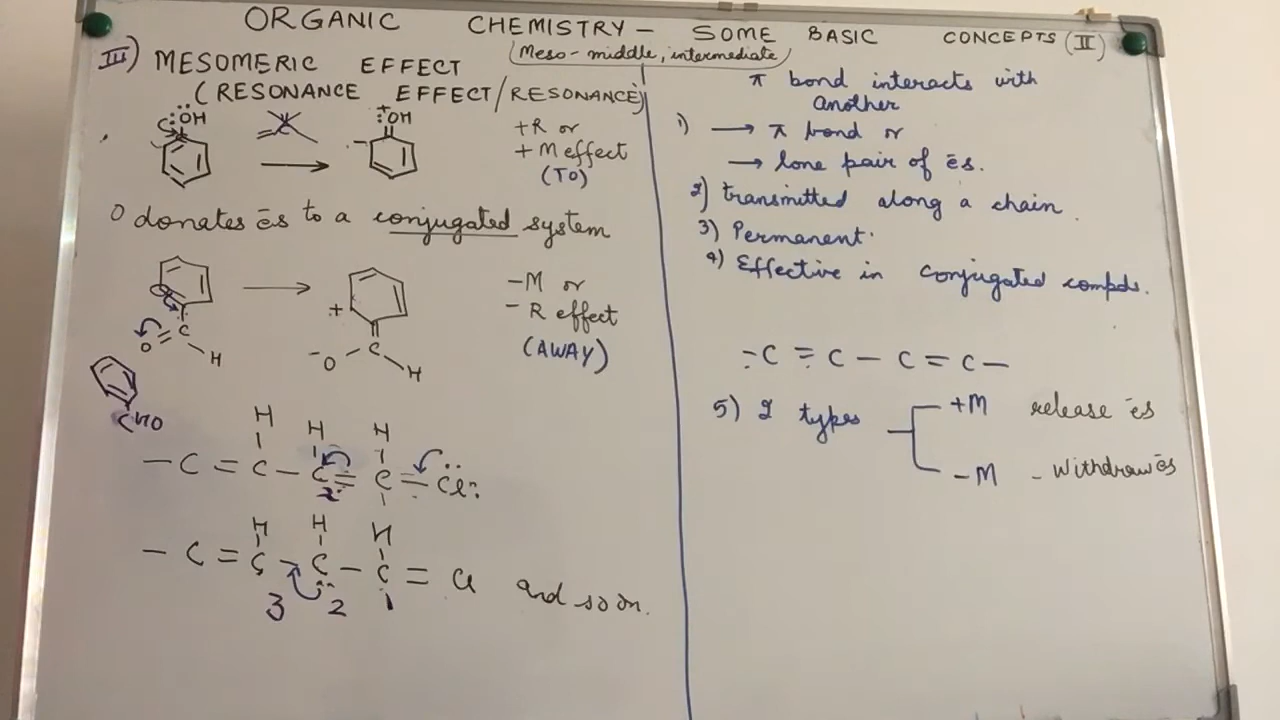 ORGANIC CHEMISTRY - SOME BASIC CONCEPTS (II)
III) MESOMERIC EFFECT
(Meso-middle, intermediate)
(RESONANCE EFFECT/RESONANCE)
:ÖH
+
:OH
-
+R or
+M effect
(TO)
O donates ēs to a conjugated system
O
C
H
+
-O
C
H
-M or
-R effect
(AWAY)
CHO
H H H
- C = C - C = C = Cl:
2
H H H
- C = C - C - C = Cl and so on.
3 2 1
π bond interacts with
another
1) → π bond or
→ lone pair of ēs.
2) transmitted along a chain.
3) Permanent.
4) Effective in conjugated compds.
- C = C - C = C -
5) 2 types
+M release ēs
-M - withdraw ēs